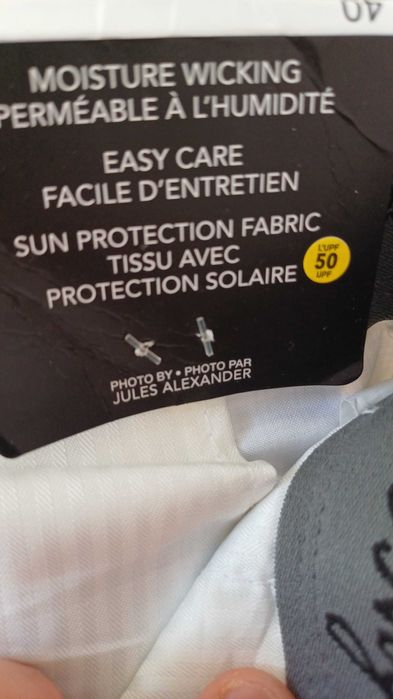 40
MOISTURE WICKING
PERMÉABLE À L'HUMIDITÉ
EASY CARE
FACILE D'ENTRETIEN
SUN PROTECTION FABRIC
TISSU AVEC
PROTECTION SOLAIRE
L'UPF
50
UPF
PHOTO BY • PHOTO PAR
JULES ALEXANDER